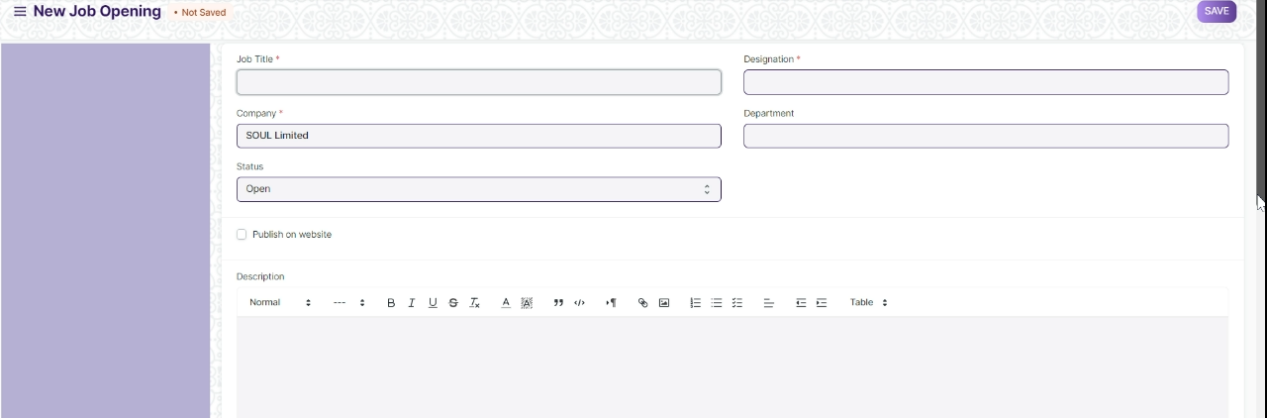 New Job Opening • Not Saved SAVE
Job Title * Designation *
Company * Department
SOUL Limited
Status
Open
Publish on website
Description
Normal --- B I U S Tx A A ” </> ¶ Table